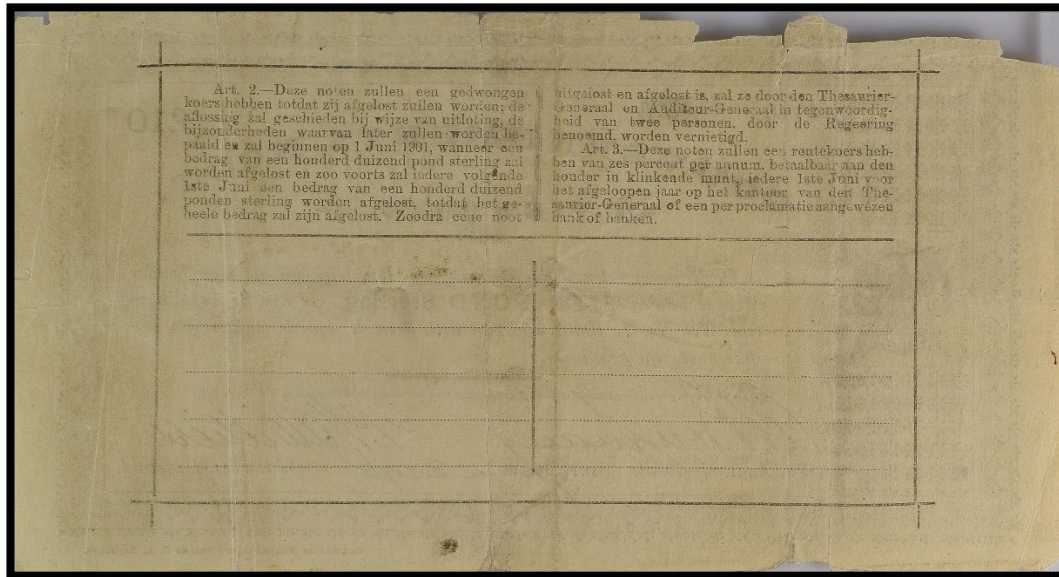 Art. 2.—Deze noten zullen een gedwongen
koers hebben totdat zij afgelost zullen worden; de
aflossing zal geschieden bij wijze van uitloting, de
bijzonderheden waarvan later zullen worden be-
paald en zal beginnen op 1 Juni 1901, wanneer een
bedrag van een honderd duizend pond sterling zal
worden afgelost en zoo voorts zal iedere volgende
1ste Juni een bedrag van een honderd duizend
ponden sterling worden afgelost, totdat het ge-
heele bedrag zal zijn afgelost. Zoodra eene noot
uitgelost en afgelost is, zal ze door den Thesaurier-
Generaal en Auditeur-Generaal in tegenwoordig-
heid van twee personen, door de Regeering
benoemd, worden vernietigd.
Art. 3.—Deze noten zullen een rentekoers heb-
ben van zes percent per annum, betaalbaar aan den
houder in klinkende munt, iedere 1ste Juni voor
het afgeloopen jaar op het kantoor van den The-
saurier-Generaal of een per proclamatie aangewezen
bank of banken.